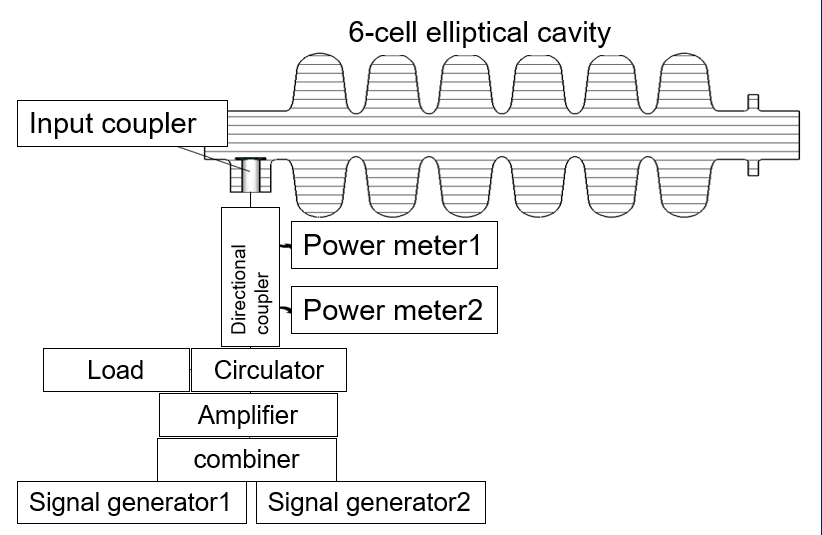 6-cell elliptical cavity
Input coupler
Directional
coupler
Power meter1
Power meter2
Load
Circulator
Amplifier
combiner
Signal generator1
Signal generator2